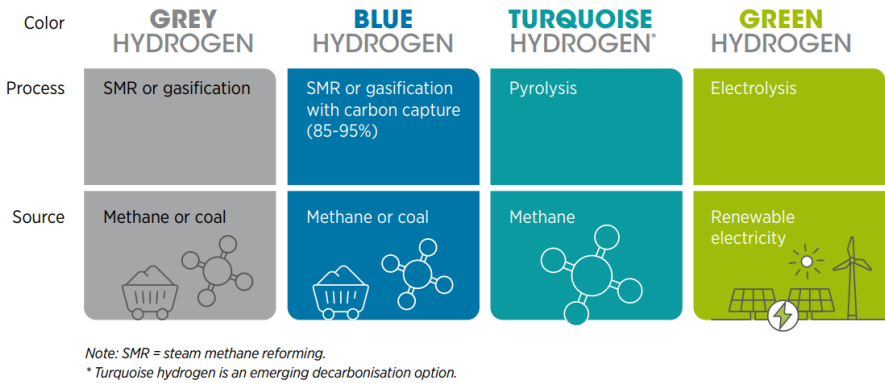 Color
GREY
HYDROGEN
BLUE
HYDROGEN
TURQUOISE
HYDROGEN*
GREEN
HYDROGEN
Process
SMR or gasification
SMR or gasification
with carbon capture
(85-95%)
Pyrolysis
Electrolysis
Source
Methane or coal
Methane or coal
Methane
Renewable
electricity
Note: SMR = steam methane reforming.
* Turquoise hydrogen is an emerging decarbonisation option.